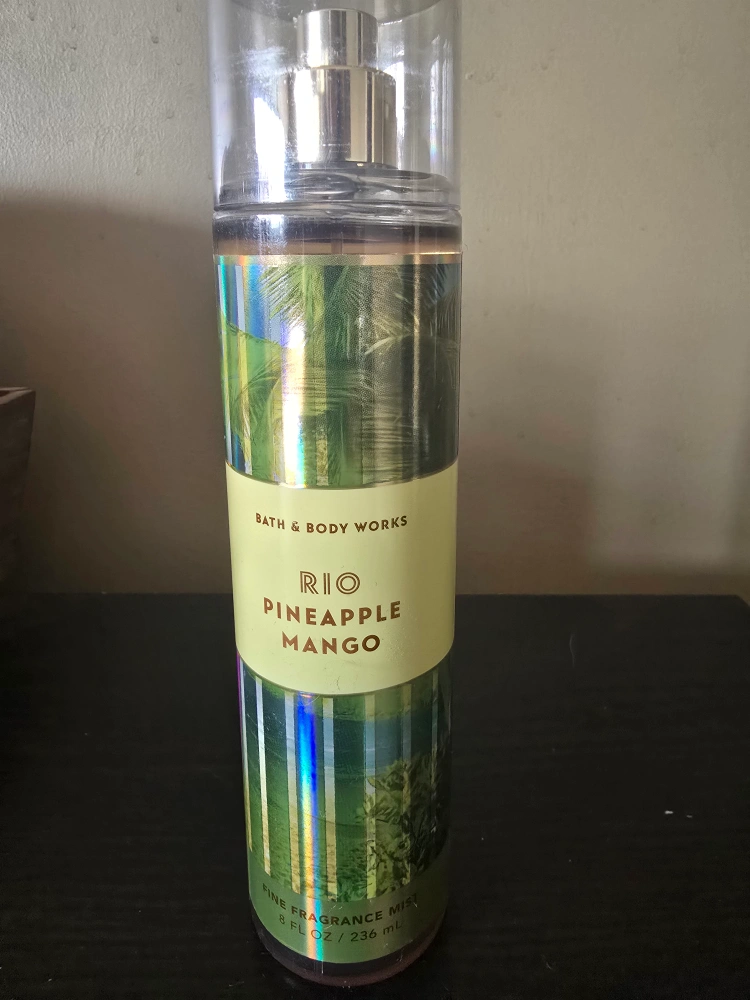 BATH & BODY WORKS
RIO
PINEAPPLE
MANGO
FINE FRAGRANCE MIST
8 FL OZ / 236 mL